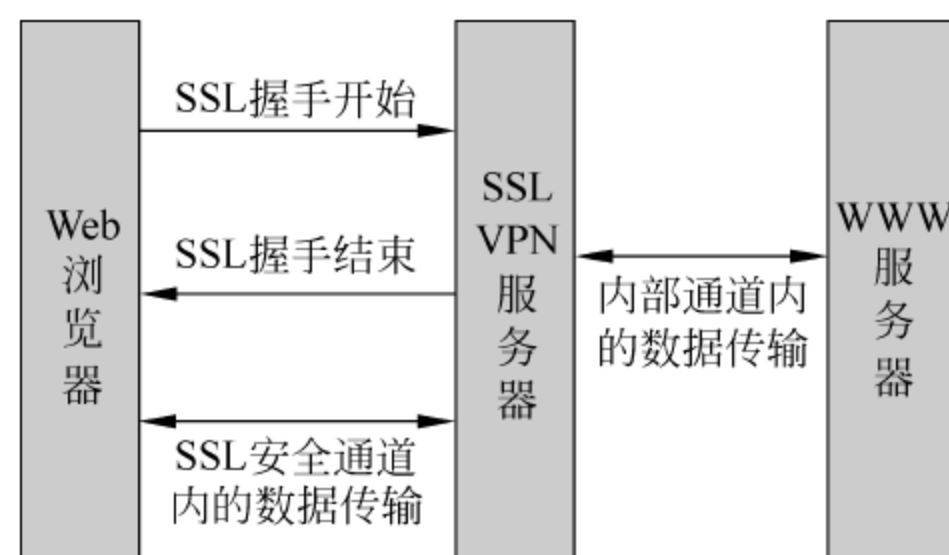 SSL握手开始
Web
浏
览
器
SSL握手结束
SSL安全通道
内的数据传输
SSL
VPN
服
务
器
内部通道内
的数据传输
WWW
服
务
器